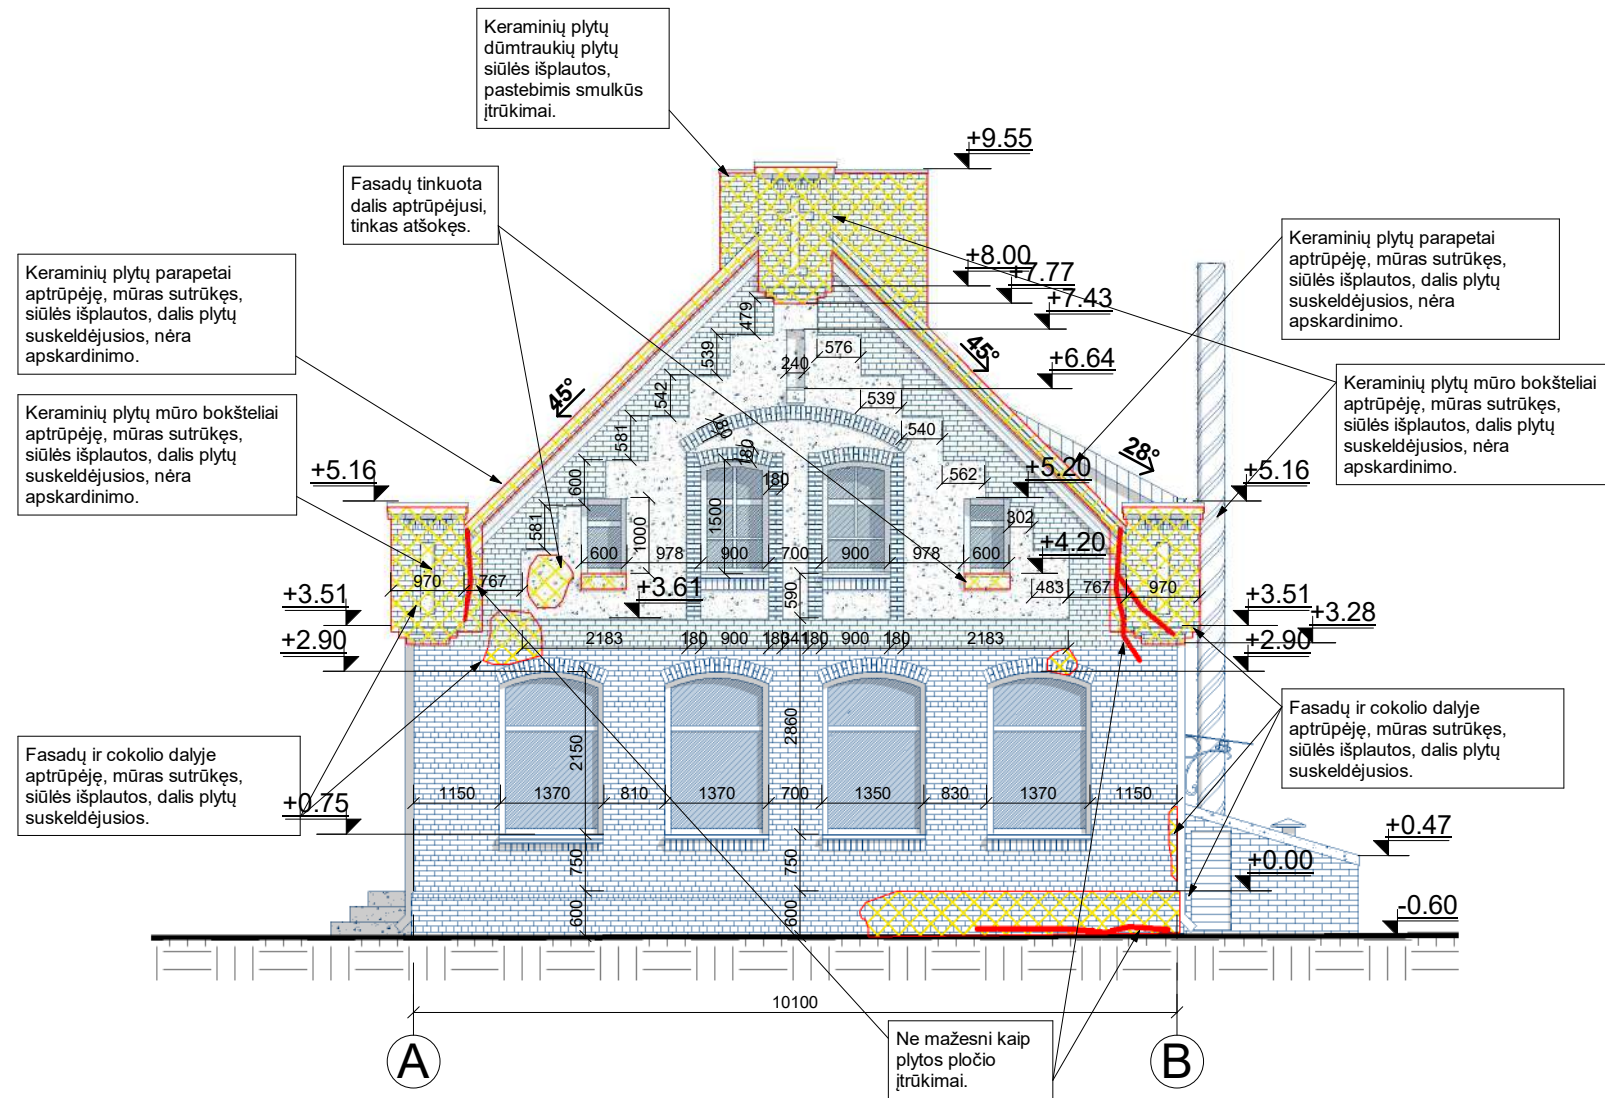 Keraminių plytų
dūmtraukių plytų
siūlės išplautos,
pastebimis smulkūs
įtrūkimai.
+9.55
Fasadų tinkuota
dalis aptrūpėjusi,
tinkas atšokęs.
Keraminių plytų parapetai
aptrūpėję, mūras sutrūkęs,
siūlės išplautos, dalis plytų
suskeldėjusios, nėra
apskardinimo.
Keraminių plytų parapetai
aptrūpėję, mūras sutrūkęs,
siūlės išplautos, dalis plytų
suskeldėjusios, nėra
apskardinimo.
+8.00
+7.77
+7.43
+6.64
Keraminių plytų mūro bokšteliai
aptrūpėję, mūras sutrūkęs,
siūlės išplautos, dalis plytų
suskeldėjusios, nėra
apskardinimo.
Keraminių plytų mūro bokšteliai
aptrūpėję, mūras sutrūkęs,
siūlės išplautos, dalis plytų
suskeldėjusios, nėra
apskardinimo.
45°
45°
28°
479
539
542
581
600
581
240
576
539
540
562
302
180
180
180
1500
1000
+5.16
+5.20
+5.16
600 978 900 700 900 978 600
+4.20
970 767
483 767 970
590
+3.51
+3.61
+3.51
+3.28
+2.90
+2.90
2183 180 900 180 341 180 900 180 2183
2150
2860
Fasadų ir cokolio dalyje
aptrūpėję, mūras sutrūkęs,
siūlės išplautos, dalis plytų
suskeldėjusios.
Fasadų ir cokolio dalyje
aptrūpėję, mūras sutrūkęs,
siūlės išplautos, dalis plytų
suskeldėjusios.
1150 1370 810 1370 700 1350 830 1370 1150
+0.75
+0.47
750
750
+0.00
600
600
-0.60
10100
A
B
Ne mažesni kaip
plytos pločio
įtrūkimai.